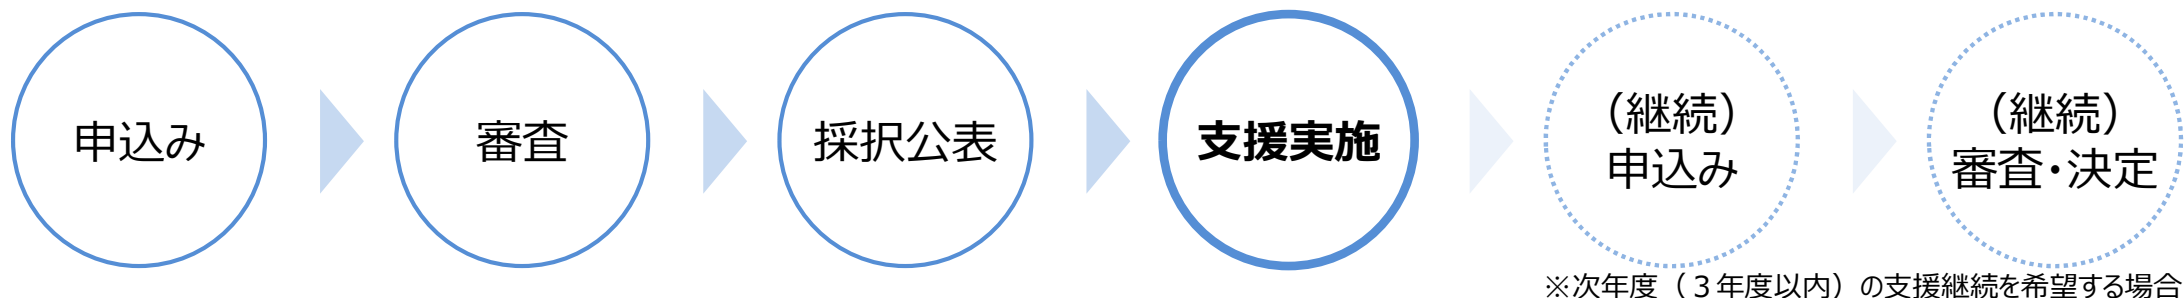 申込み
審査
採択公表
支援実施
（継続）
申込み
（継続）
審査・決定
※次年度（３年度以内）の支援継続を希望する場合